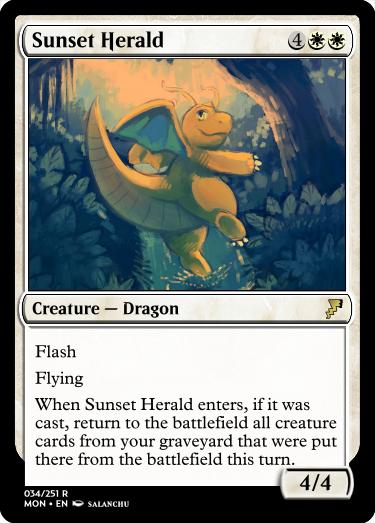 Sunset Herald 4
Creature — Dragon
Flash
Flying
When Sunset Herald enters, if it was
cast, return to the battlefield all creature
cards from your graveyard that were put
there from the battlefield this turn.
4/4
034/251 R
MON • EN SALANCHU